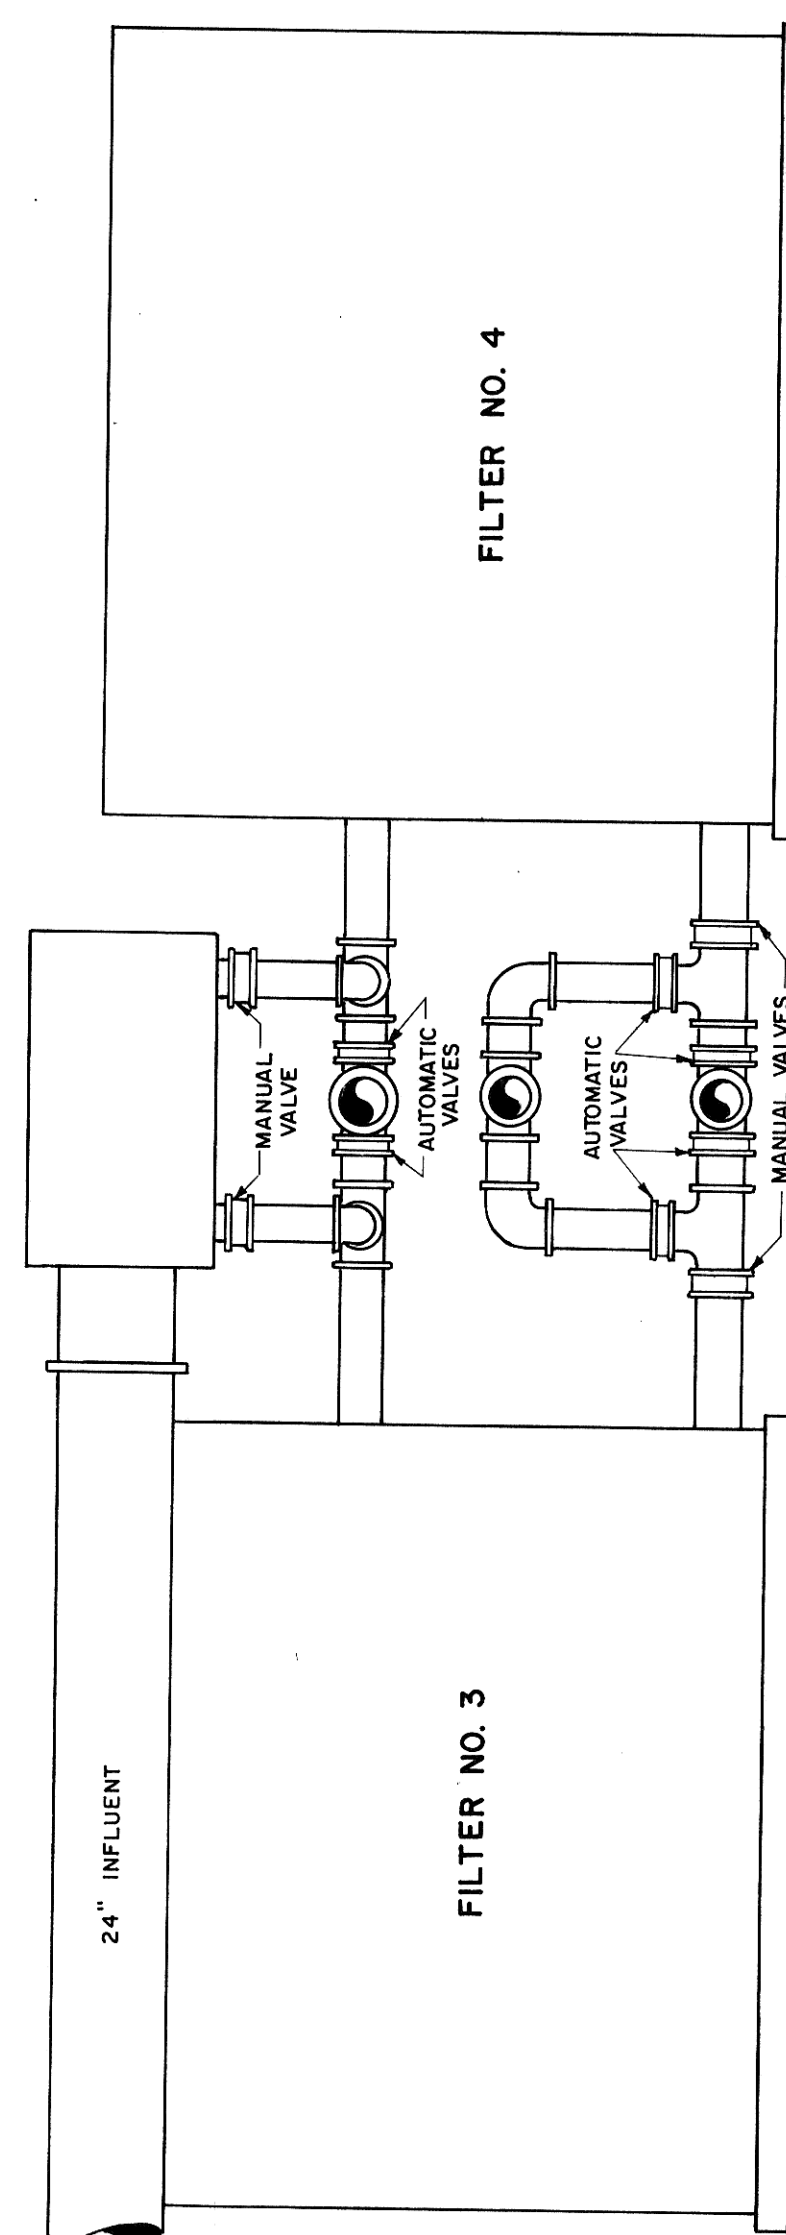 FILTER NO. 4
MANUAL
VALVE
AUTOMATIC
VALVES
AUTOMATIC
VALVES
MANUAL VALVES
24" INFLUENT
FILTER NO. 3